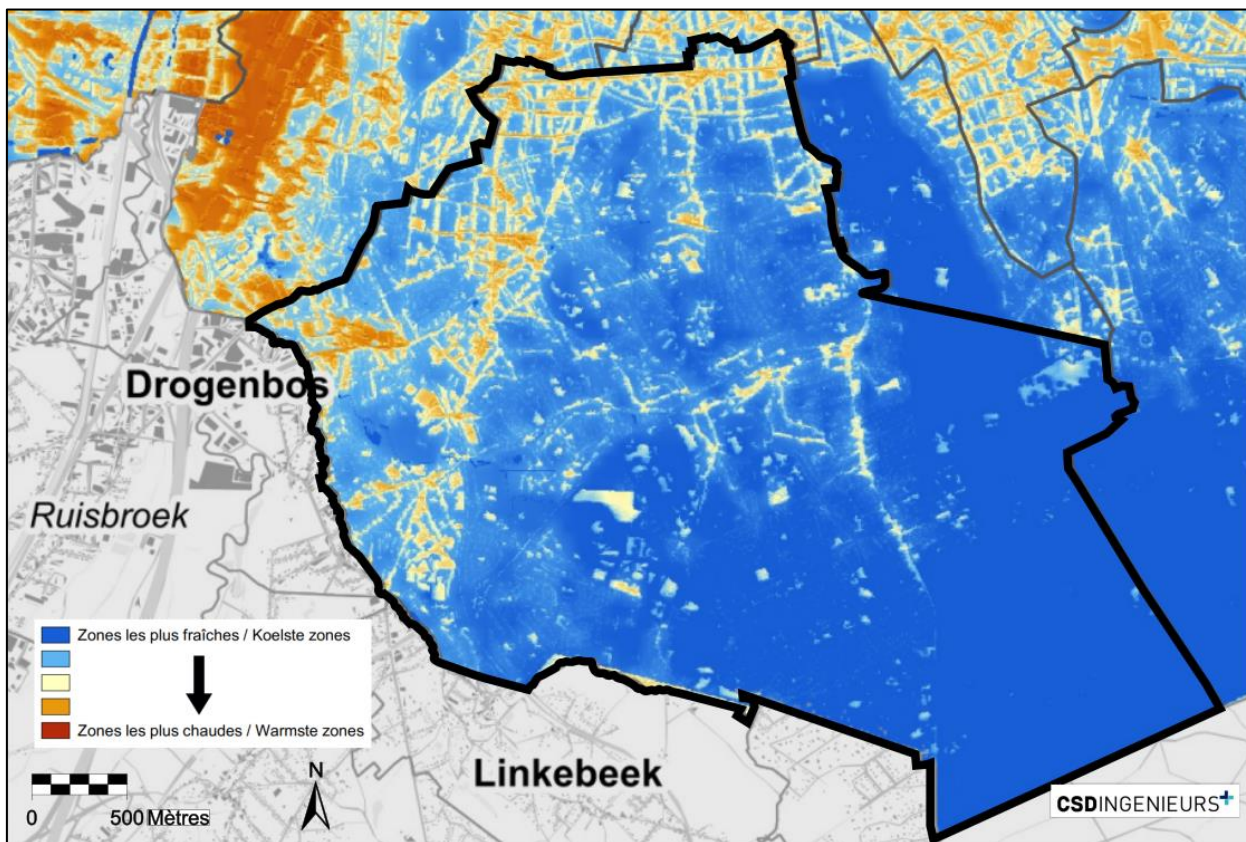 Drogenbos
Ruisbroek
Zones les plus fraîches / Koelste zones
Zones les plus chaudes / Warmste zones
Linkebeek
N
0 500 Mètres
CSDINGENIEURS+